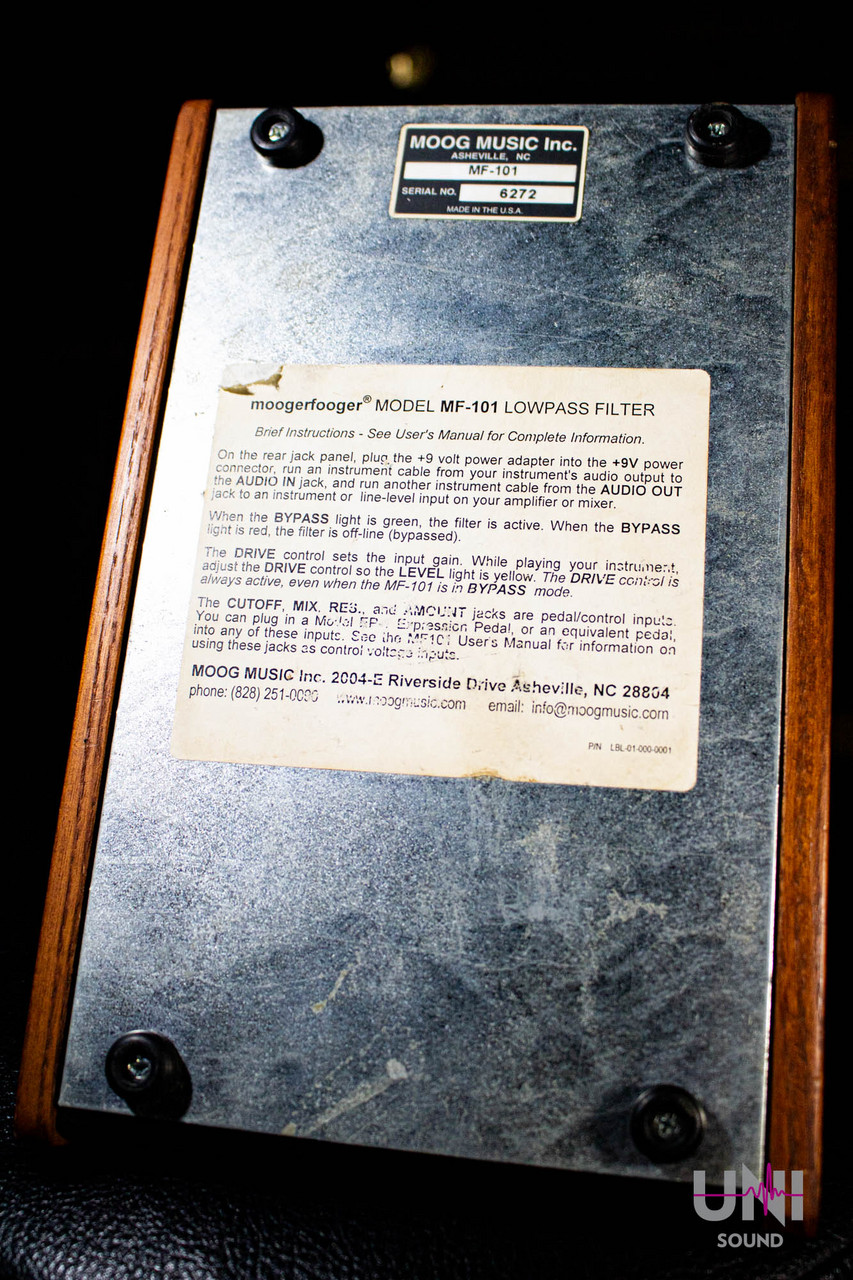 MOOG MUSIC Inc.
ASHEVILLE, NC
MF-101
SERIAL NO. 6272
MADE IN THE U.S.A.
moogerfooger® MODEL MF-101 LOWPASS FILTER
Brief Instructions - See User's Manual for Complete Information.
On the rear jack panel, plug the +9 volt power adapter into the +9V power
connector, run an instrument cable from your instrument's audio output to
the AUDIO IN jack, and run another instrument cable from the AUDIO OUT
jack to an instrument or line-level input on your amplifier or mixer.
When the BYPASS light is green, the filter is active. When the BYPASS
light is red, the filter is off-line (bypassed).
The DRIVE control sets the input gain. While playing your instrument,
adjust the DRIVE control so the LEVEL light is yellow. The DRIVE control is
always active, even when the MF-101 is in BYPASS mode.
The CUTOFF, MIX, RES., and AMOUNT jacks are pedal/control inputs.
You can plug in a Model Expression Pedal, or an equivalent pedal,
into any of these inputs. See the MF101 User's Manual for information on
using these jacks as control voltage inputs.
MOOG MUSIC Inc. 2004-E Riverside Drive Asheville, NC 28804
phone: (828) 251-0090 www.moogmusic.com email: info@moogmusic.com
P/N LBL-01-000-0001
UNI
SOUND